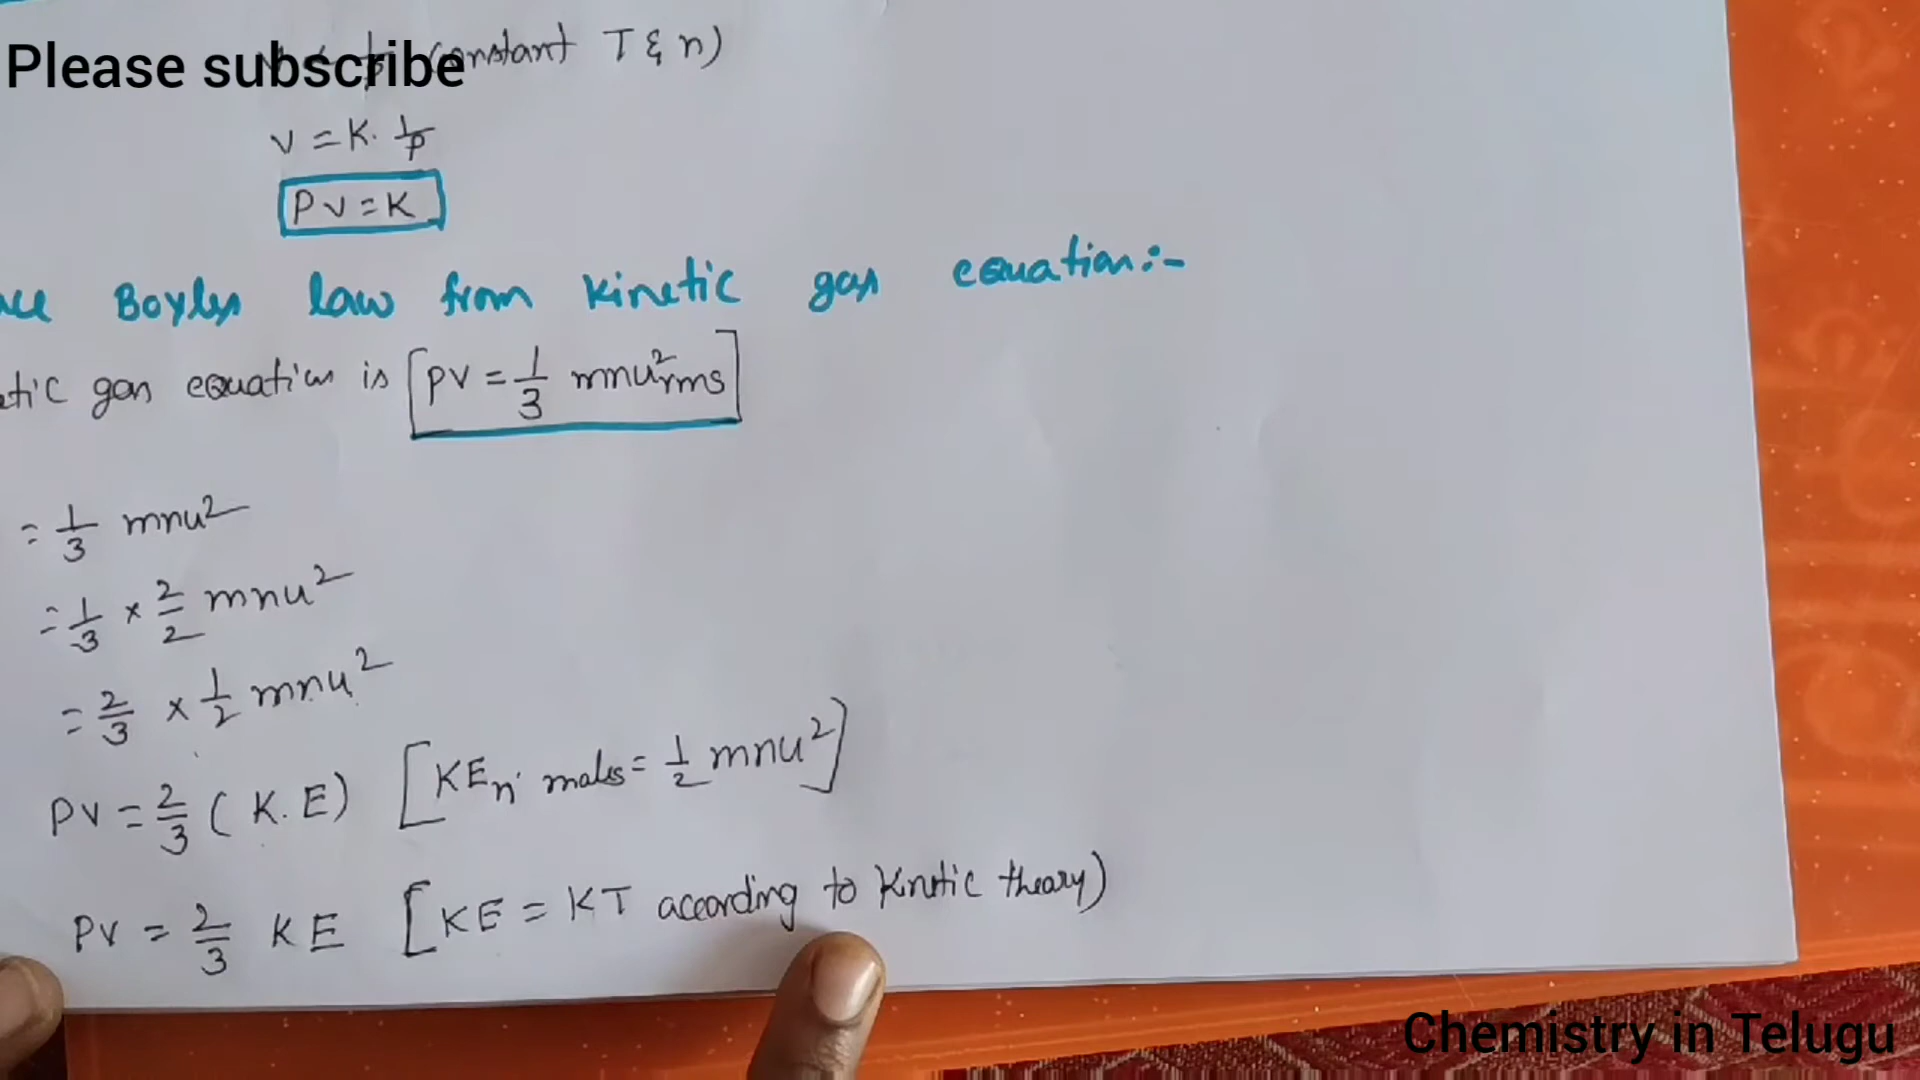 Please subscribe
constant T & n)
V = K. 1/P
PV = K
Boyles law from kinetic gas equation:-
gas equation is [PV = 1/3 mnu²rms]
= 1/3 mnu²
= 1/3 × 2/2 mnu²
= 2/3 × 1/2 mnu²
PV = 2/3 (K.E) [KEn' moles = 1/2 mnu²]
PV = 2/3 KE [KE = KT according to Kinetic theory)
Chemistry in Telugu